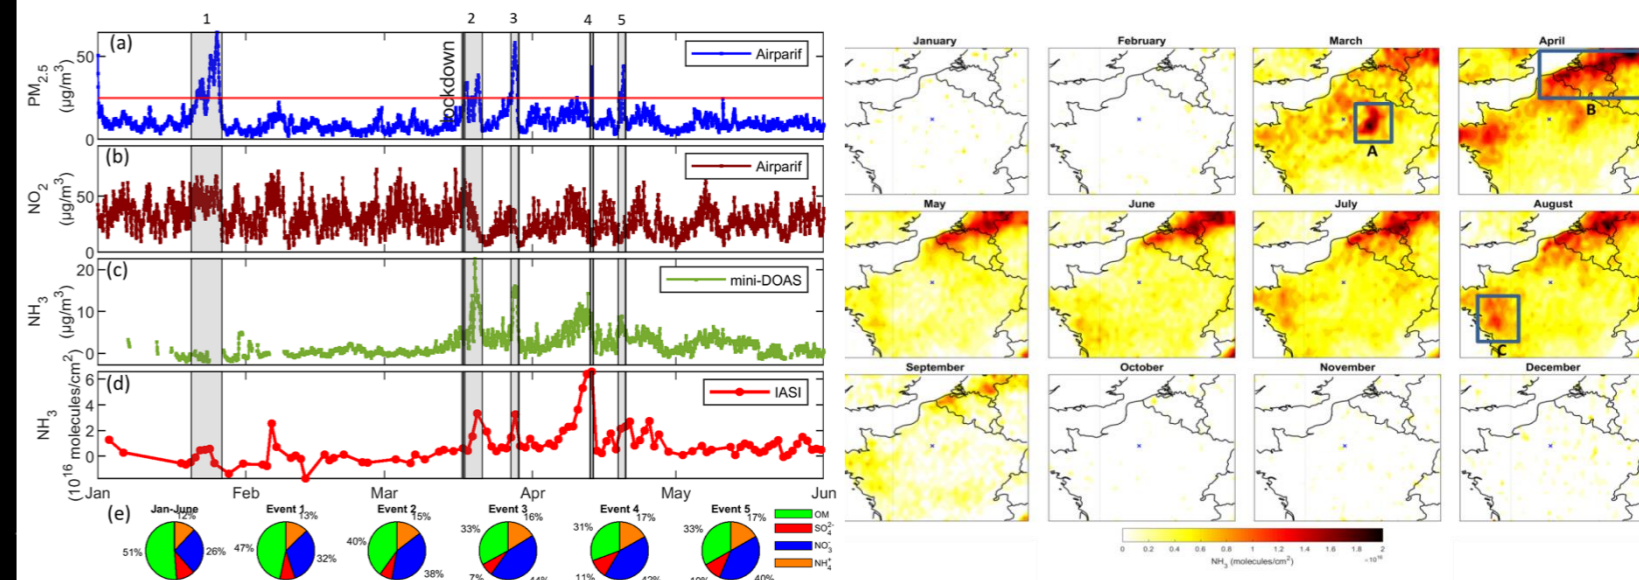 1 2 3 4 5
(a)
Airparif
PM2.5
(μg/m³)
50
0
lockdown
(b)
Airparif
NO2
(μg/m³)
50
0
(c)
mini-DOAS
NH3
(μg/m³)
20
10
0
(d)
IASI
NH3
(10¹⁶ molecules/cm²)
6
4
2
0
Jan Feb Mar Apr May Jun
(e)
Jan-June
12%
51%
26%
Event 1
13%
47%
32%
Event 2
15%
40%
38%
Event 3
16%
33%
7%
44%
Event 4
17%
31%
11%
42%
Event 5
17%
33%
10%
40%
OM
SO₄²⁻
NO₃⁻
NH₄⁺
January February March April
A
B
May June July August
C
September October November December
0 0.2 0.4 0.6 0.8 1 1.2 1.4 1.6 1.8 2
×10¹⁶
NH3 (molecules/cm²)